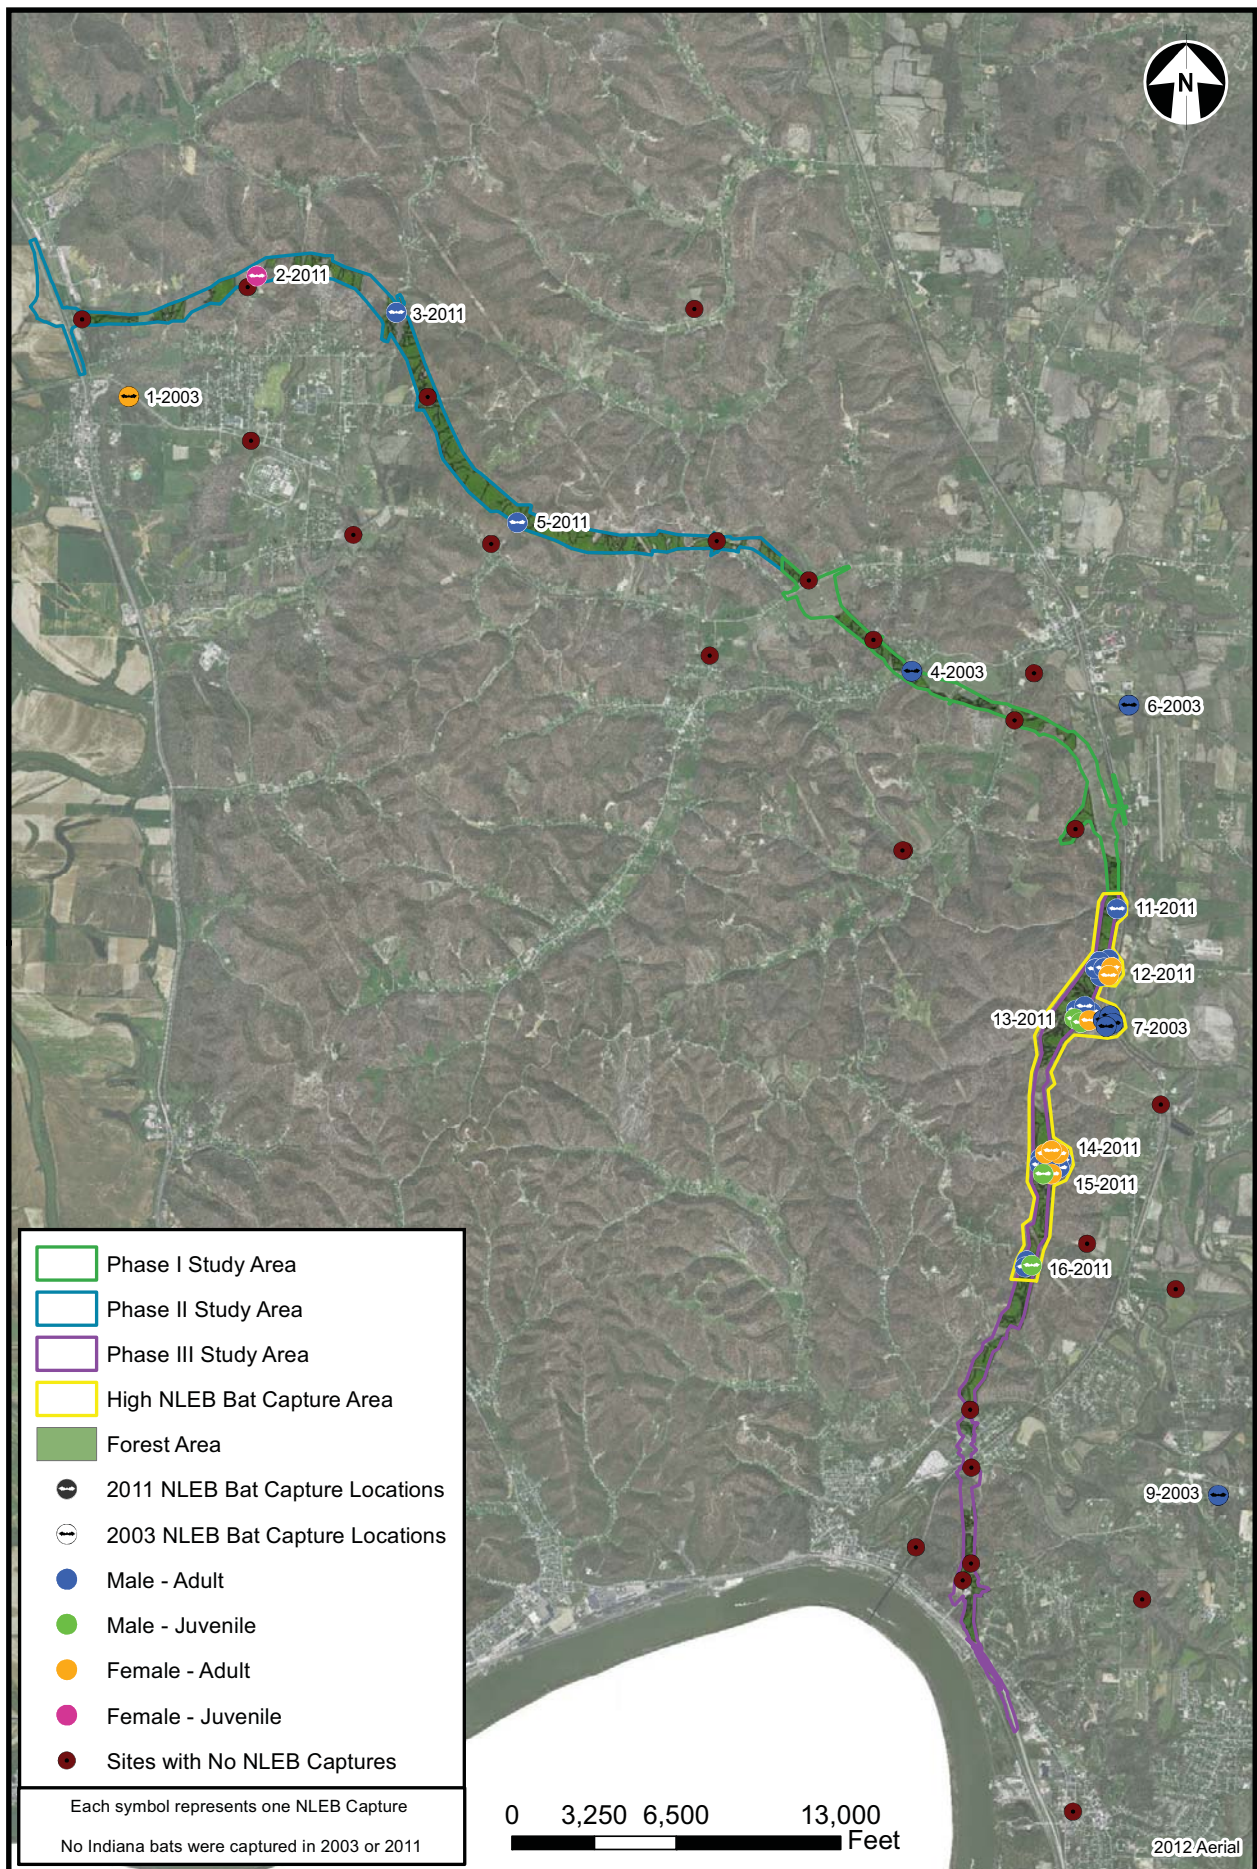 N
2-2011
3-2011
1-2003
5-2011
4-2003
6-2003
11-2011
12-2011
13-2011
7-2003
14-2011
15-2011
16-2011
9-2003
Phase I Study Area
Phase II Study Area
Phase III Study Area
High NLEB Bat Capture Area
Forest Area
2011 NLEB Bat Capture Locations
2003 NLEB Bat Capture Locations
Male - Adult
Male - Juvenile
Female - Adult
Female - Juvenile
Sites with No NLEB Captures
Each symbol represents one NLEB Capture
No Indiana bats were captured in 2003 or 2011
0 3,250 6,500 13,000
Feet
2012 Aerial